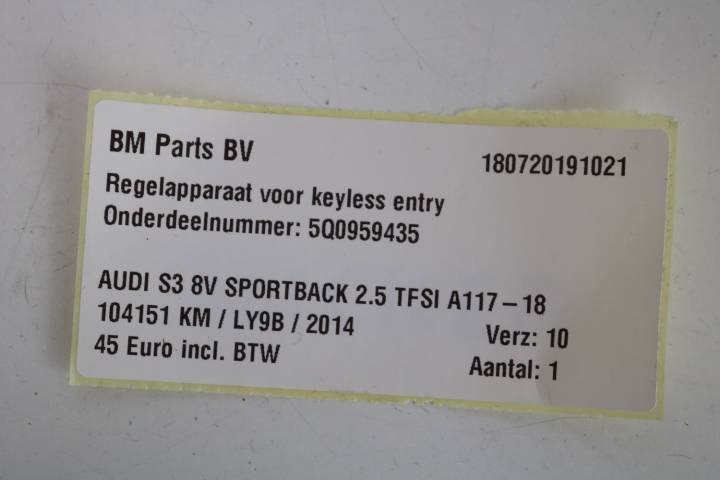 BM Parts BV 180720191021
Regelapparaat voor keyless entry
Onderdeelnummer: 5Q0959435
AUDI S3 8V SPORTBACK 2.5 TFSI A117-18
104151 KM / LY9B / 2014 Verz: 10
45 Euro incl. BTW Aantal: 1